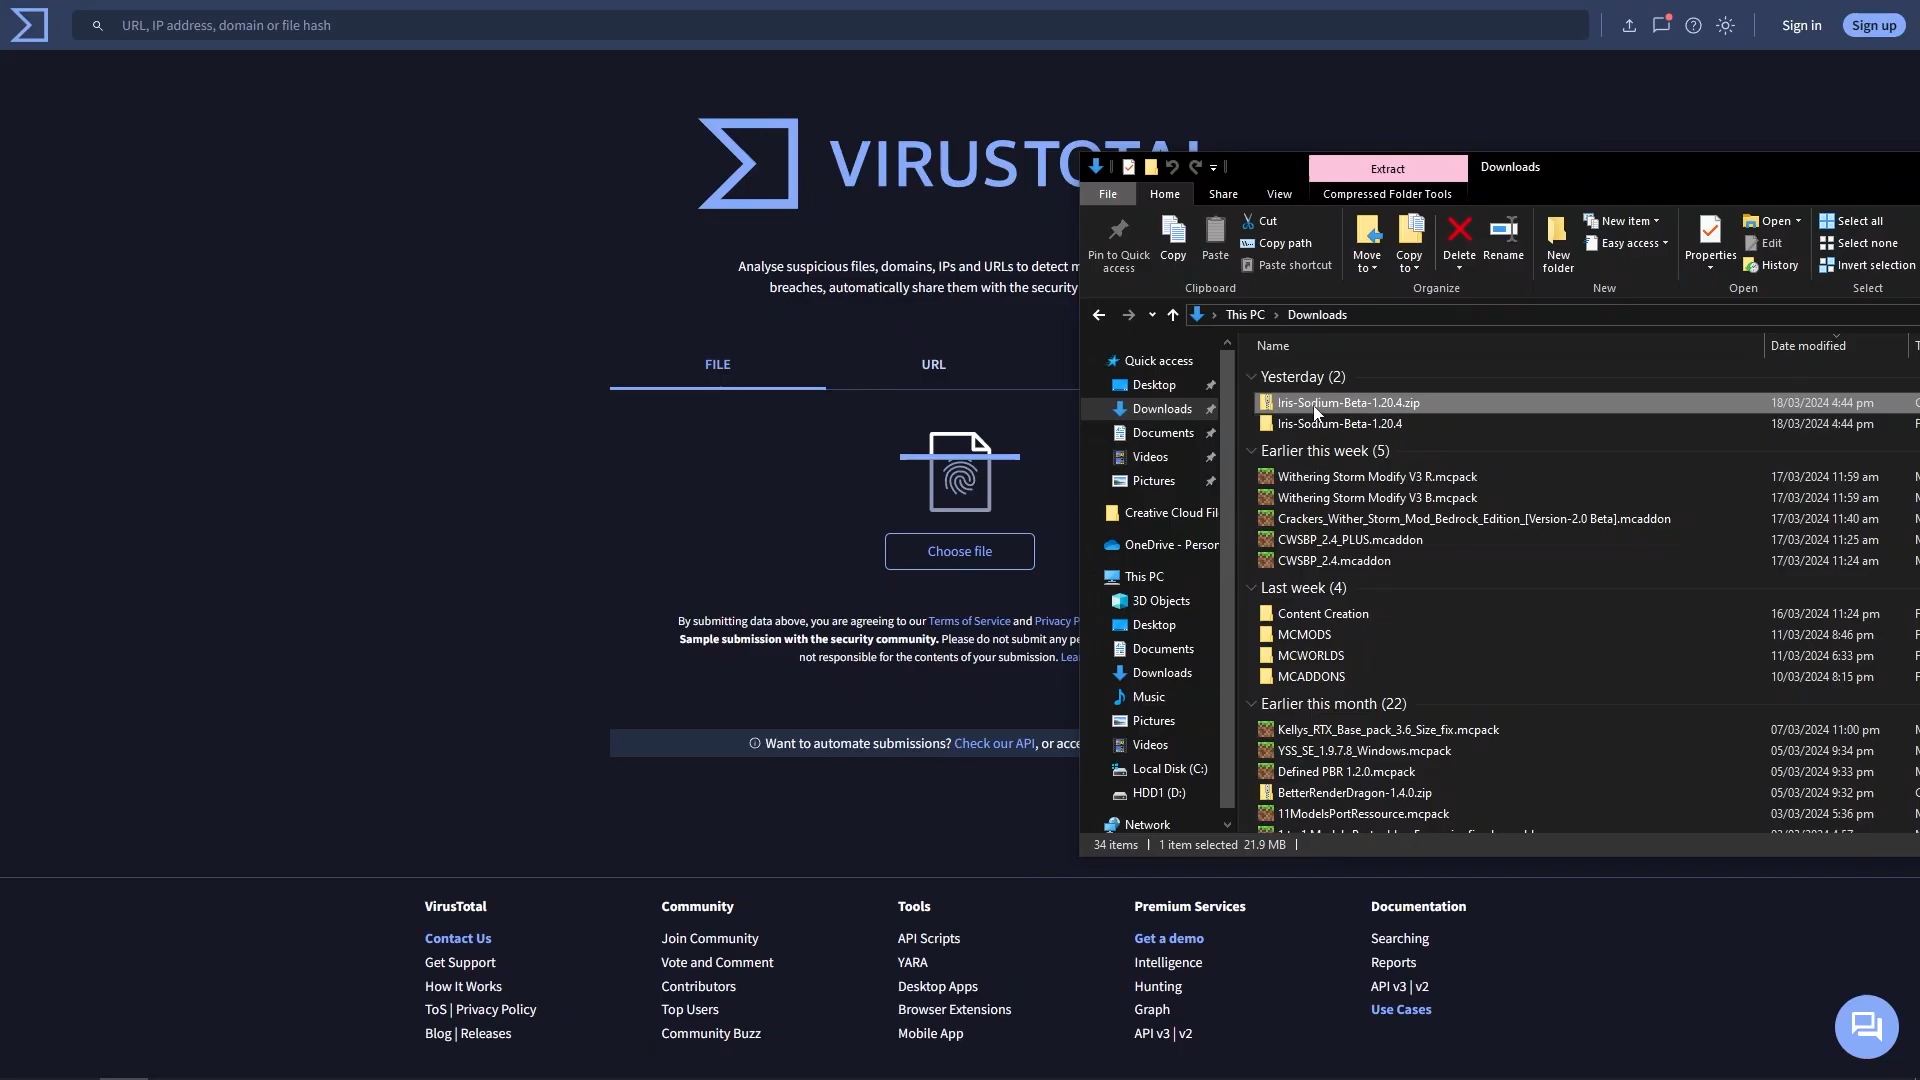 URL, IP address, domain or file hash
Sign in
Sign up
VIRUSTOTAL
Analyse suspicious files, domains, IPs and URLs to detect
breaches, automatically share them with the security
FILE
URL
Choose file
By submitting data above, you are agreeing to our Terms of Service and Privacy
Sample submission with the security community. Please do not submit any
not responsible for the contents of your submission.
Want to automate submissions? Check our API, or
Extract
Downloads
File
Home
Share
View
Compressed Folder Tools
Pin to Quick access
Copy
Paste
Cut
Copy path
Paste shortcut
Clipboard
Move to
Copy to
Delete
Rename
Organize
New folder
New item
Easy access
New
Properties
Open
Edit
History
Open
Select all
Select none
Invert selection
Select
This PC
Downloads
Name
Date modified
Quick access
Desktop
Downloads
Documents
Videos
Pictures
Creative Cloud Fil
OneDrive - Person
This PC
3D Objects
Desktop
Documents
Downloads
Music
Pictures
Videos
Local Disk (C:)
HDD1 (D:)
Network
Yesterday (2)
Iris-Sodium-Beta-1.20.4.zip 18/03/2024 4:44 pm
Iris-Sodium-Beta-1.20.4 18/03/2024 4:44 pm
Earlier this week (5)
Withering Storm Modify V3 R.mcpack 17/03/2024 11:59 am
Withering Storm Modify V3 B.mcpack 17/03/2024 11:59 am
Crackers_Wither_Storm_Mod_Bedrock_Edition_[Version-2.0 Beta].mcaddon 17/03/2024 11:40 am
CWSBP_2.4_PLUS.mcaddon 17/03/2024 11:25 am
CWSBP_2.4.mcaddon 17/03/2024 11:24 am
Last week (4)
Content Creation 16/03/2024 11:24 pm
MCMODS 11/03/2024 8:46 pm
MCWORLDS 11/03/2024 6:33 pm
MCADDONS 10/03/2024 8:15 pm
Earlier this month (22)
Kellys_RTX_Base_pack_3.6_Size_fix.mcpack 07/03/2024 11:00 pm
YSS_SE_1.9.7.8_Windows.mcpack 05/03/2024 9:34 pm
Defined PBR 1.2.0.mcpack 05/03/2024 9:33 pm
BetterRenderDragon-1.4.0.zip 05/03/2024 9:32 pm
11ModelsPortRessource.mcpack 03/03/2024 5:36 pm
34 items
1 item selected 21.9 MB
VirusTotal
Contact Us
Get Support
How It Works
ToS | Privacy Policy
Blog | Releases
Community
Join Community
Vote and Comment
Contributors
Top Users
Community Buzz
Tools
API Scripts
YARA
Desktop Apps
Browser Extensions
Mobile App
Premium Services
Get a demo
Intelligence
Hunting
Graph
API v3 | v2
Documentation
Searching
Reports
API v3 | v2
Use Cases